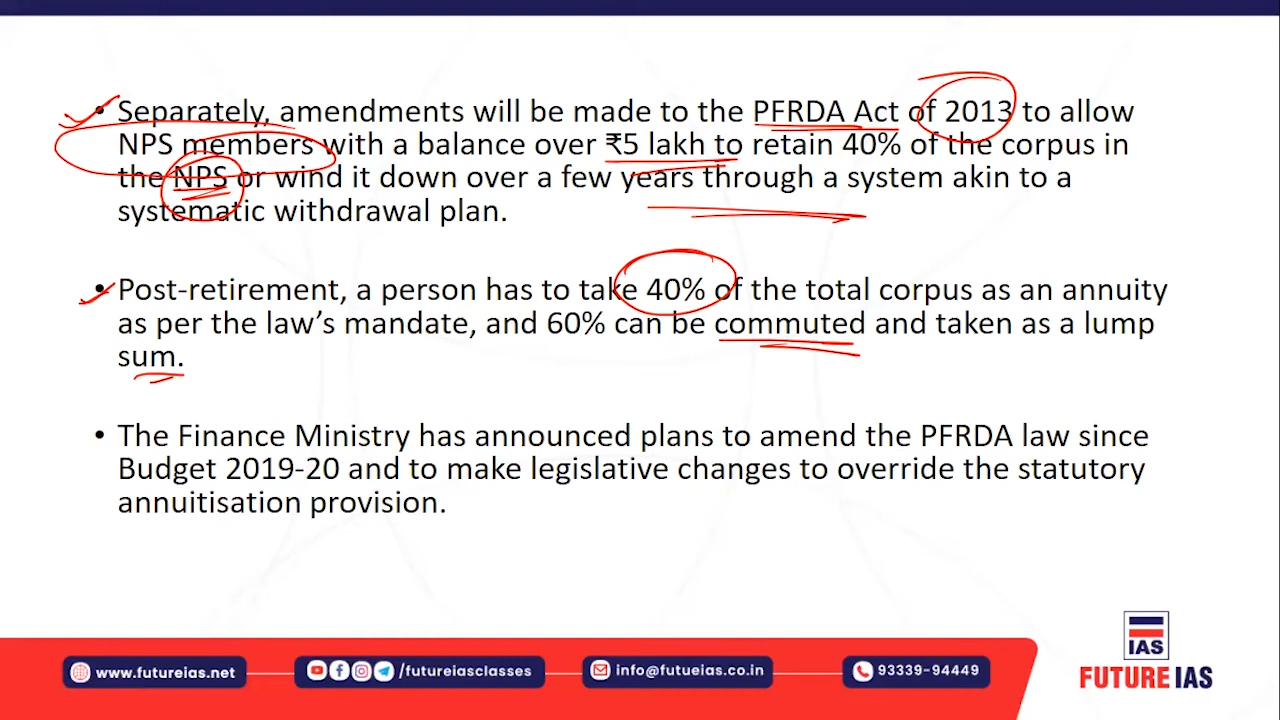 • Separately, amendments will be made to the PFRDA Act of 2013 to allow
NPS members with a balance over ₹5 lakh to retain 40% of the corpus in
the NPS or wind it down over a few years through a system akin to a
systematic withdrawal plan.
• Post-retirement, a person has to take 40% of the total corpus as an annuity
as per the law’s mandate, and 60% can be commuted and taken as a lump
sum.
• The Finance Ministry has announced plans to amend the PFRDA law since
Budget 2019-20 and to make legislative changes to override the statutory
annuitisation provision.
IAS
FUTURE IAS
www.futureias.net
/futureiasclasses
info@futueias.co.in
93339-94449